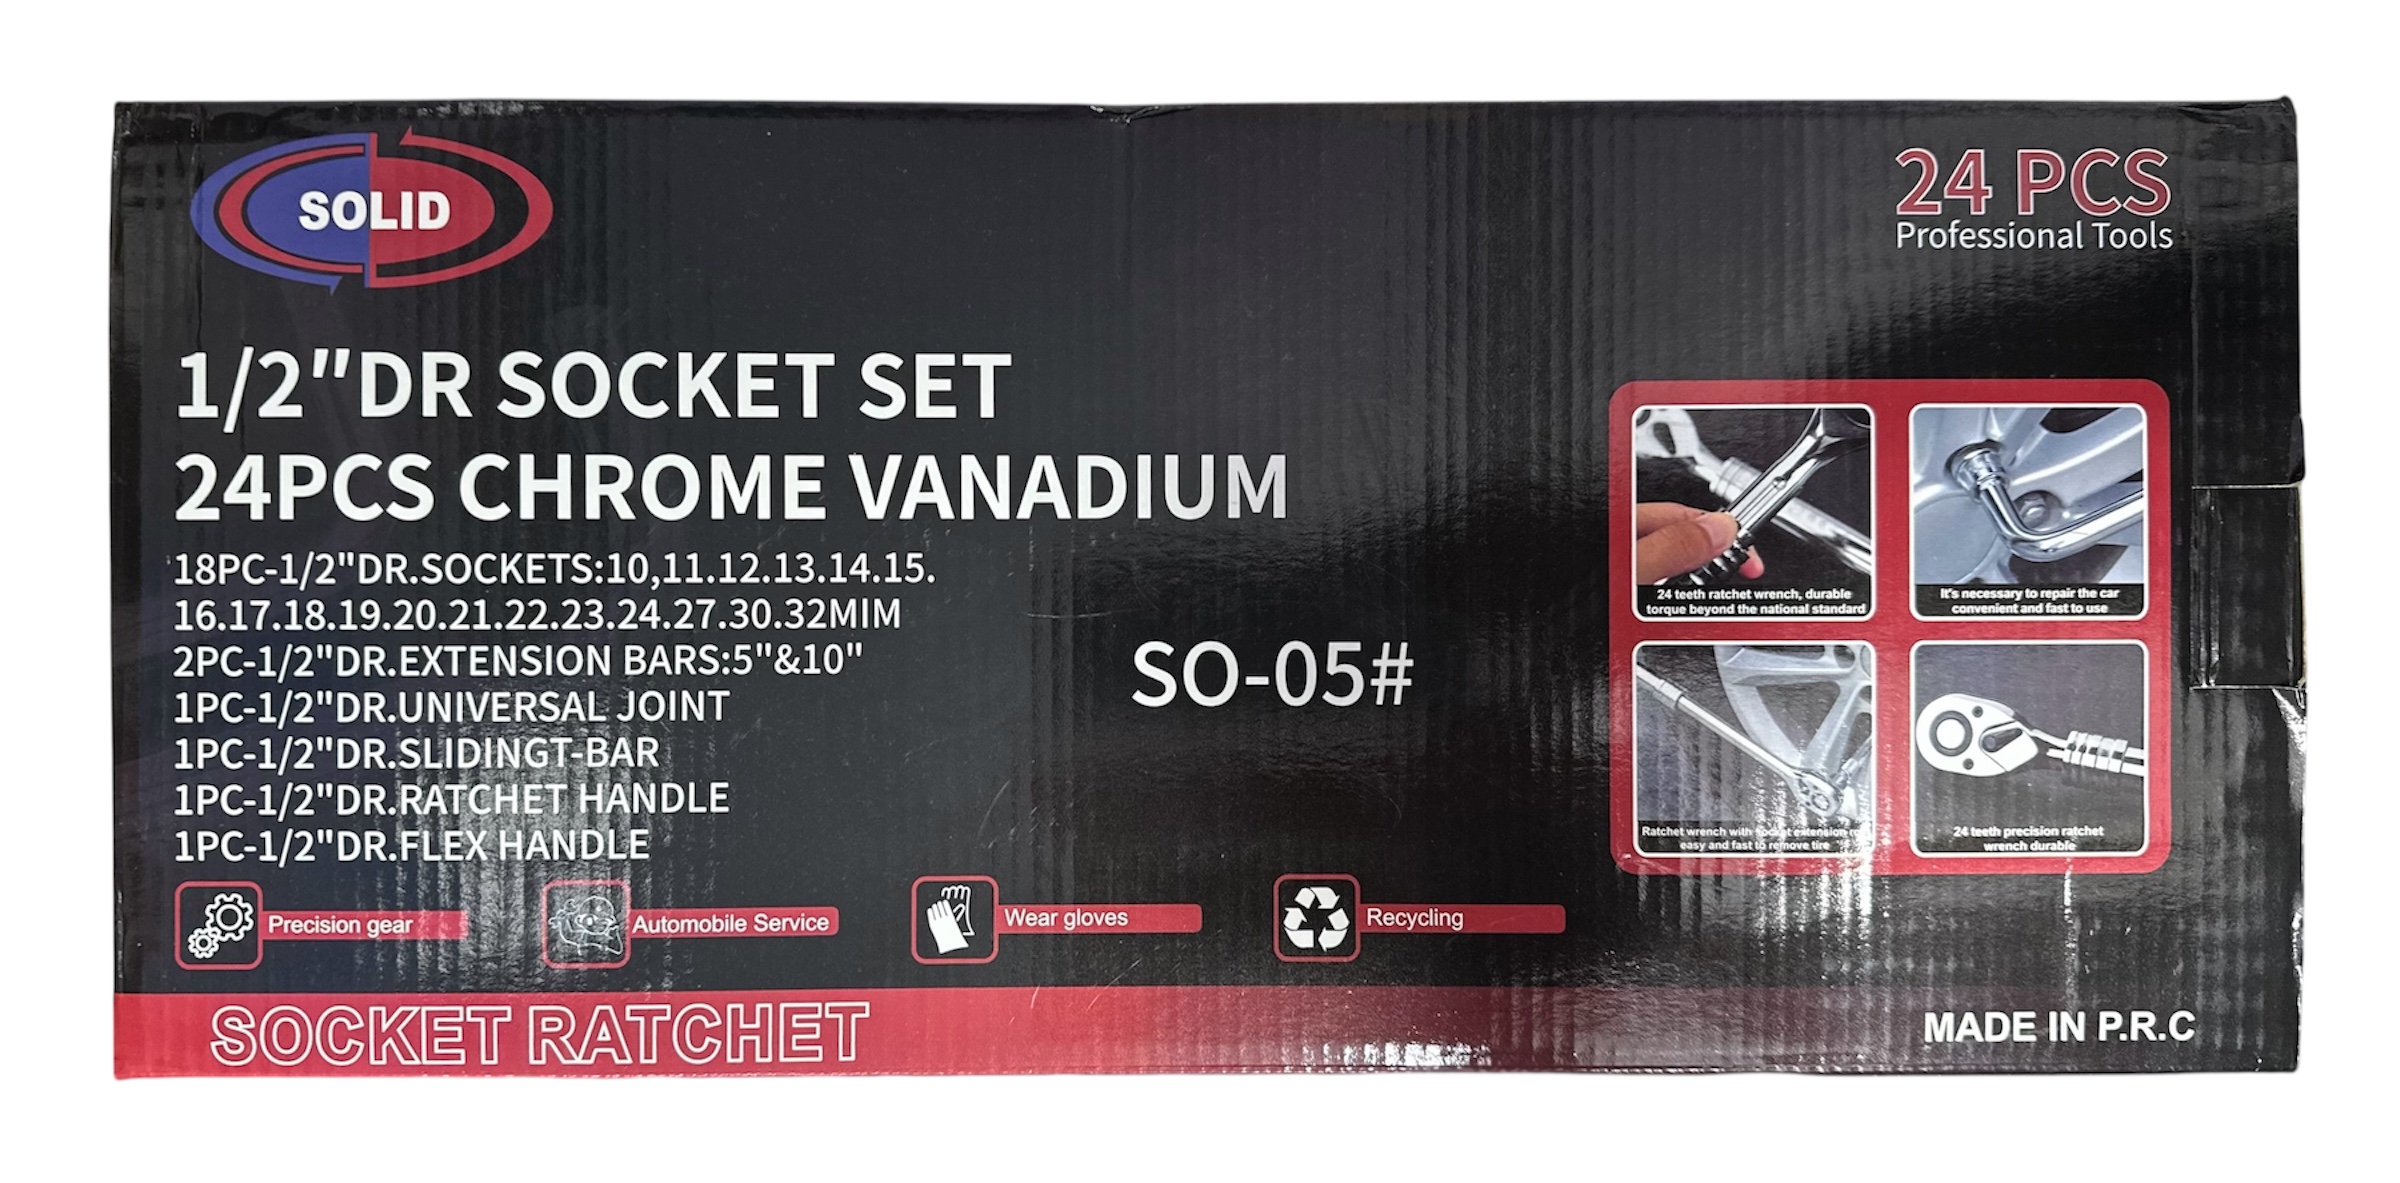 SOLID
24 PCS
Professional Tools
1/2"DR SOCKET SET
24PCS CHROME VANADIUM
18PC-1/2"DR.SOCKETS:10,11.12.13.14.15.
16.17.18.19.20.21.22.23.24.27.30.32MIM
2PC-1/2"DR.EXTENSION BARS:5"&10"
1PC-1/2"DR.UNIVERSAL JOINT
1PC-1/2"DR.SLIDINGT-BAR
1PC-1/2"DR.RATCHET HANDLE
1PC-1/2"DR.FLEX HANDLE
SO-05#
24 teeth ratchet wrench, durable
torque beyond the national standard
It's necessary to repair the car
convenient and fast to use
Ratchet wrench with socket extension
easy and fast to remove tire
24 teeth precision ratchet
wrench durable
Precision gear
Automobile Service
Wear gloves
Recycling
SOCKET RATCHET
MADE IN P.R.C